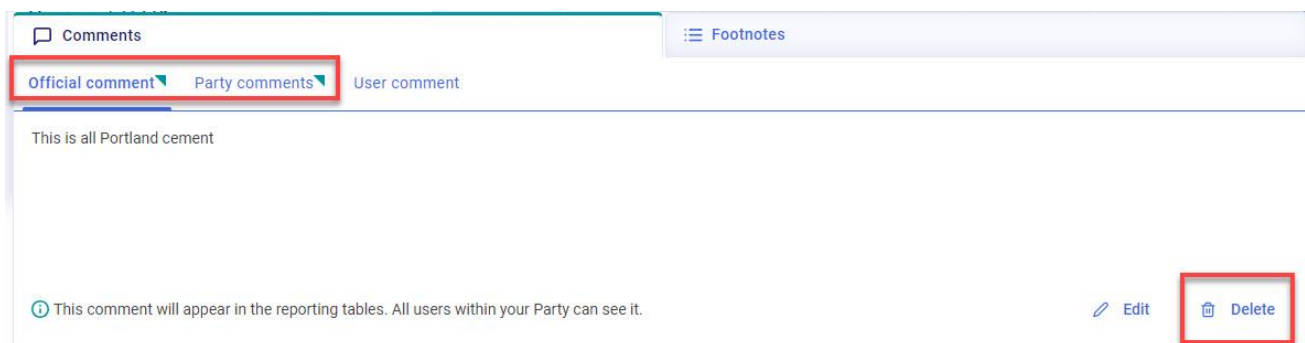 Comments
Footnotes
Official comment Party comments User comment
This is all Portland cement
This comment will appear in the reporting tables. All users within your Party can see it.
Edit Delete